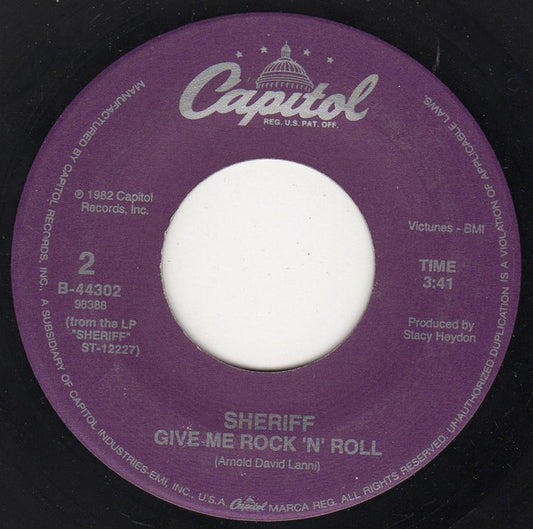 Capitol
REG. U.S. PAT. OFF.
℗ 1982 Capitol
Records, Inc.
Victunes - BMI
2
B-44302
98388
(from the LP
"SHERIFF"
ST-12227)
TIME
3:41
Produced by
Stacy Heydon
SHERIFF
GIVE ME ROCK 'N' ROLL
(Arnold David Lanni)
MANUFACTURED BY CAPITOL RECORDS, INC., A SUBSIDIARY OF CAPITOL INDUSTRIES-EMI, INC., U.S.A. Capitol MARCA REG. ALL RIGHTS RESERVED. UNAUTHORIZED DUPLICATION IS A VIOLATION OF APPLICABLE LAWS.